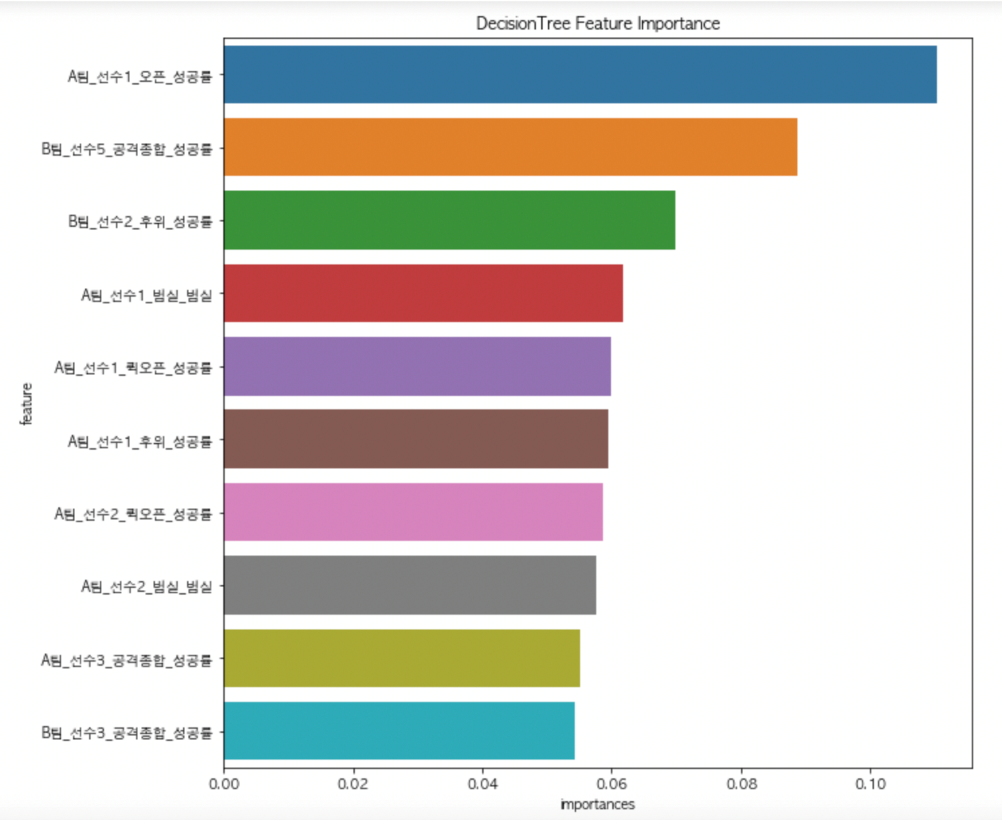 DecisionTree Feature Importance
A팀_선수1_오픈_성공률
B팀_선수5_공격종합_성공률
B팀_선수2_후위_성공률
A팀_선수1_범실_범실
A팀_선수1_퀵오픈_성공률
A팀_선수1_후위_성공률
A팀_선수2_퀵오픈_성공률
A팀_선수2_범실_범실
A팀_선수3_공격종합_성공률
B팀_선수3_공격종합_성공률
feature
0.00 0.02 0.04 0.06 0.08 0.10
importances